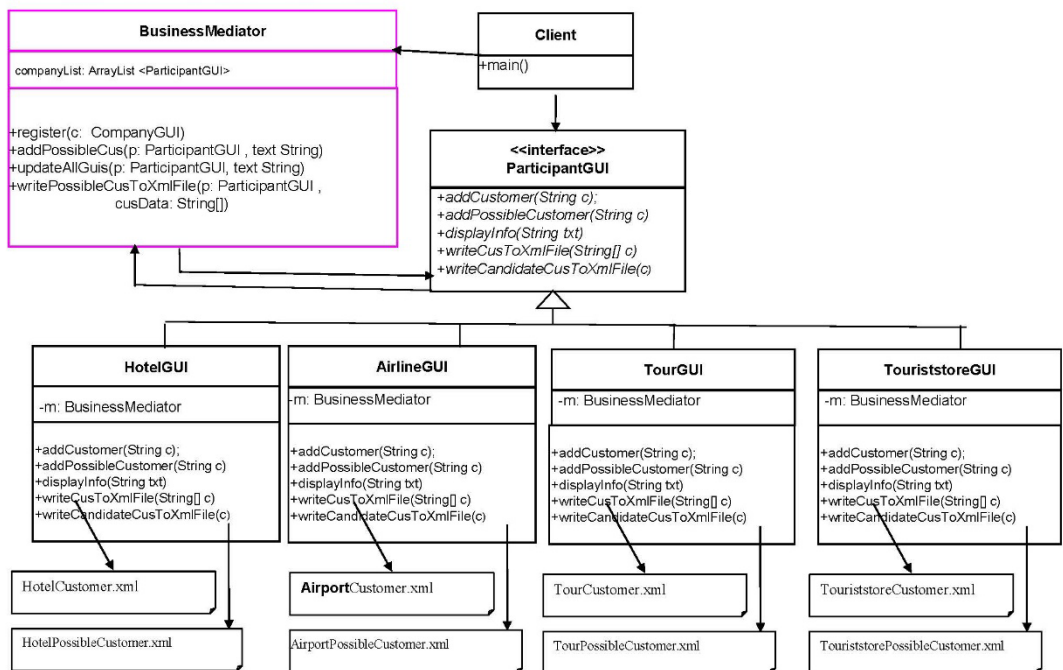 BusinessMediator
companyList: ArrayList <ParticipantGUI>
+register(c: CompanyGUI)
+addPossibleCus(p: ParticipantGUI , text String)
+updateAllGuis(p: ParticipantGUI, text String)
+writePossibleCusToXmlFile(p: ParticipantGUI ,
cusData: String[])
Client
+main()
<<interface>>
ParticipantGUI
+addCustomer(String c);
+addPossibleCustomer(String c)
+displayInfo(String txt)
+writeCusToXmlFile(String[] c)
+writeCandidateCusToXmlFile(c)
HotelGUI
-m: BusinessMediator
+addCustomer(String c);
+addPossibleCustomer(String c)
+displayInfo(String txt)
+writeCusToXmlFile(String[] c)
+writeCandidateCusToXmlFile(c)
HotelCustomer.xml
HotelPossibleCustomer.xml
AirlineGUI
-m: BusinessMediator
+addCustomer(String c);
+addPossibleCustomer(String c)
+displayInfo(String txt)
+writeCusToXmlFile(String[] c)
+writeCandidateCusToXmlFile(c)
AirportCustomer.xml
AirportPossibleCustomer.xml
TourGUI
-m: BusinessMediator
+addCustomer(String c);
+addPossibleCustomer(String c)
+displayInfo(String txt)
+writeCusToXmlFile(String[] c)
+writeCandidateCusToXmlFile(c)
TourCustomer.xml
TourPossibleCustomer.xml
TouriststoreGUI
-m: BusinessMediator
+addCustomer(String c);
+addPossibleCustomer(String c)
+displayInfo(String txt)
+writeCusToXmlFile(String[] c)
+writeCandidateCusToXmlFile(c)
TouriststoreCustomer.xml
TouriststorePossibleCustomer.xml